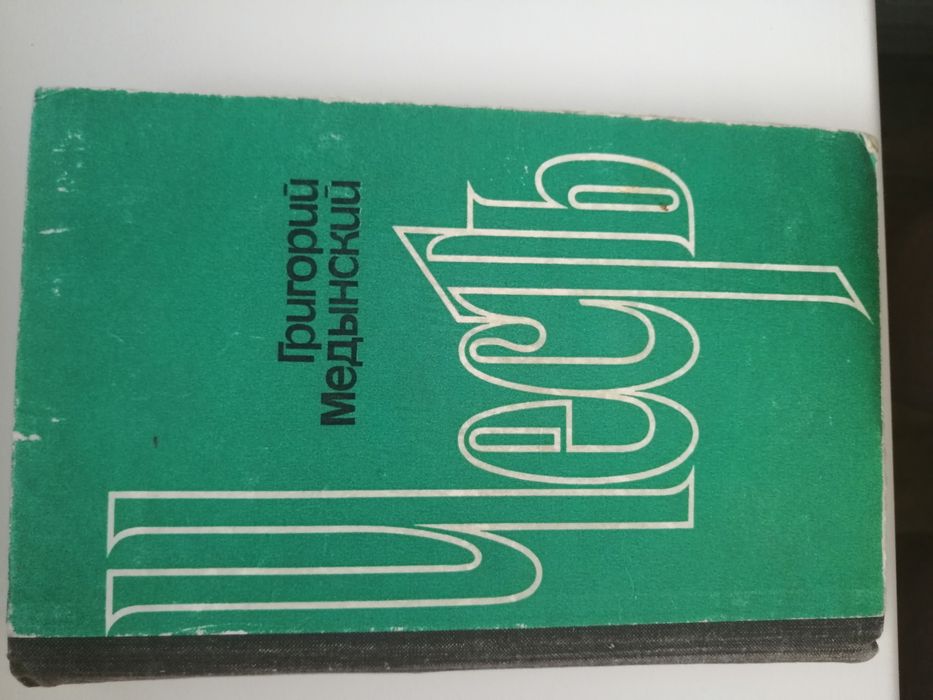 Григорий
Медынский
Честь